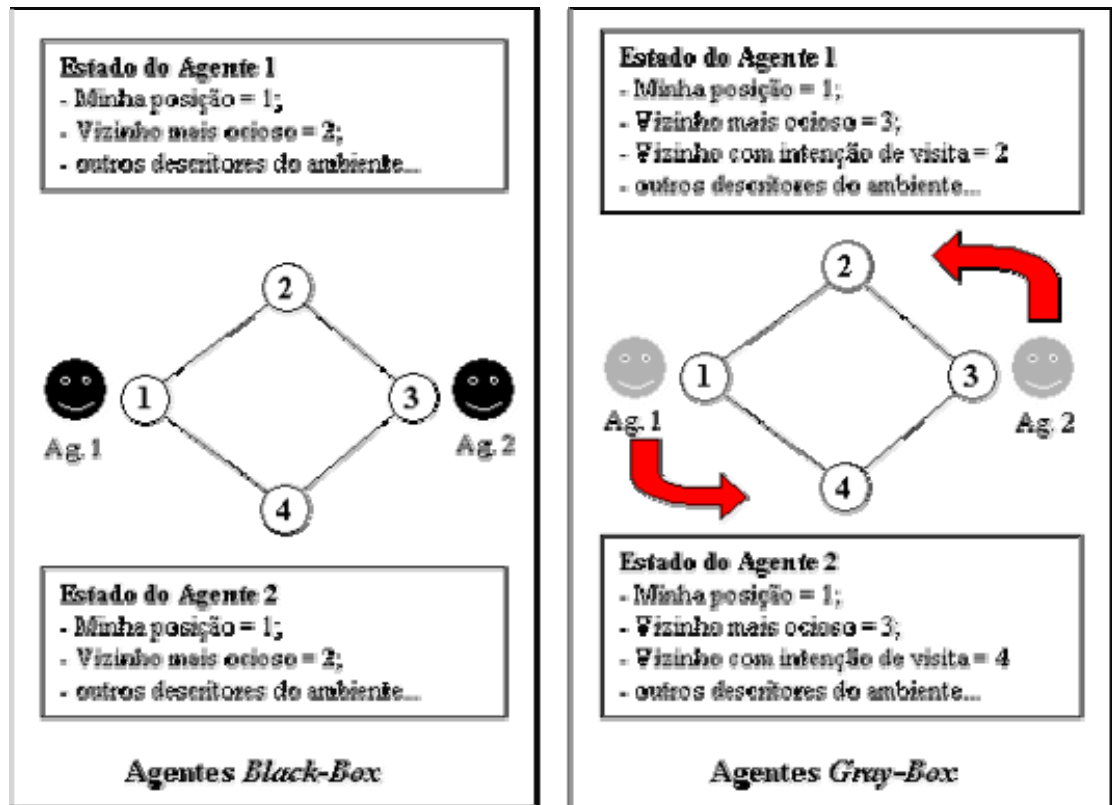 Estado do Agente 1
- Minha posição = 1;
- Vizinho mais ocioso = 2;
- outros descritores do ambiente...
2
1
3
Ag. 1
Ag. 2
4
Estado do Agente 2
- Minha posição = 1;
- Vizinho mais ocioso = 2;
- outros descritores do ambiente...
Agentes Black-Box
Estado do Agente 1
- Minha posição = 1;
- Vizinho mais ocioso = 3;
- Vizinho com intenção de visita = 2
- outros descritores do ambiente...
2
1
3
Ag. 1
Ag. 2
4
Estado do Agente 2
- Minha posição = 1;
- Vizinho mais ocioso = 3;
- Vizinho com intenção de visita = 4
- outros descritores do ambiente...
Agentes Gray-Box